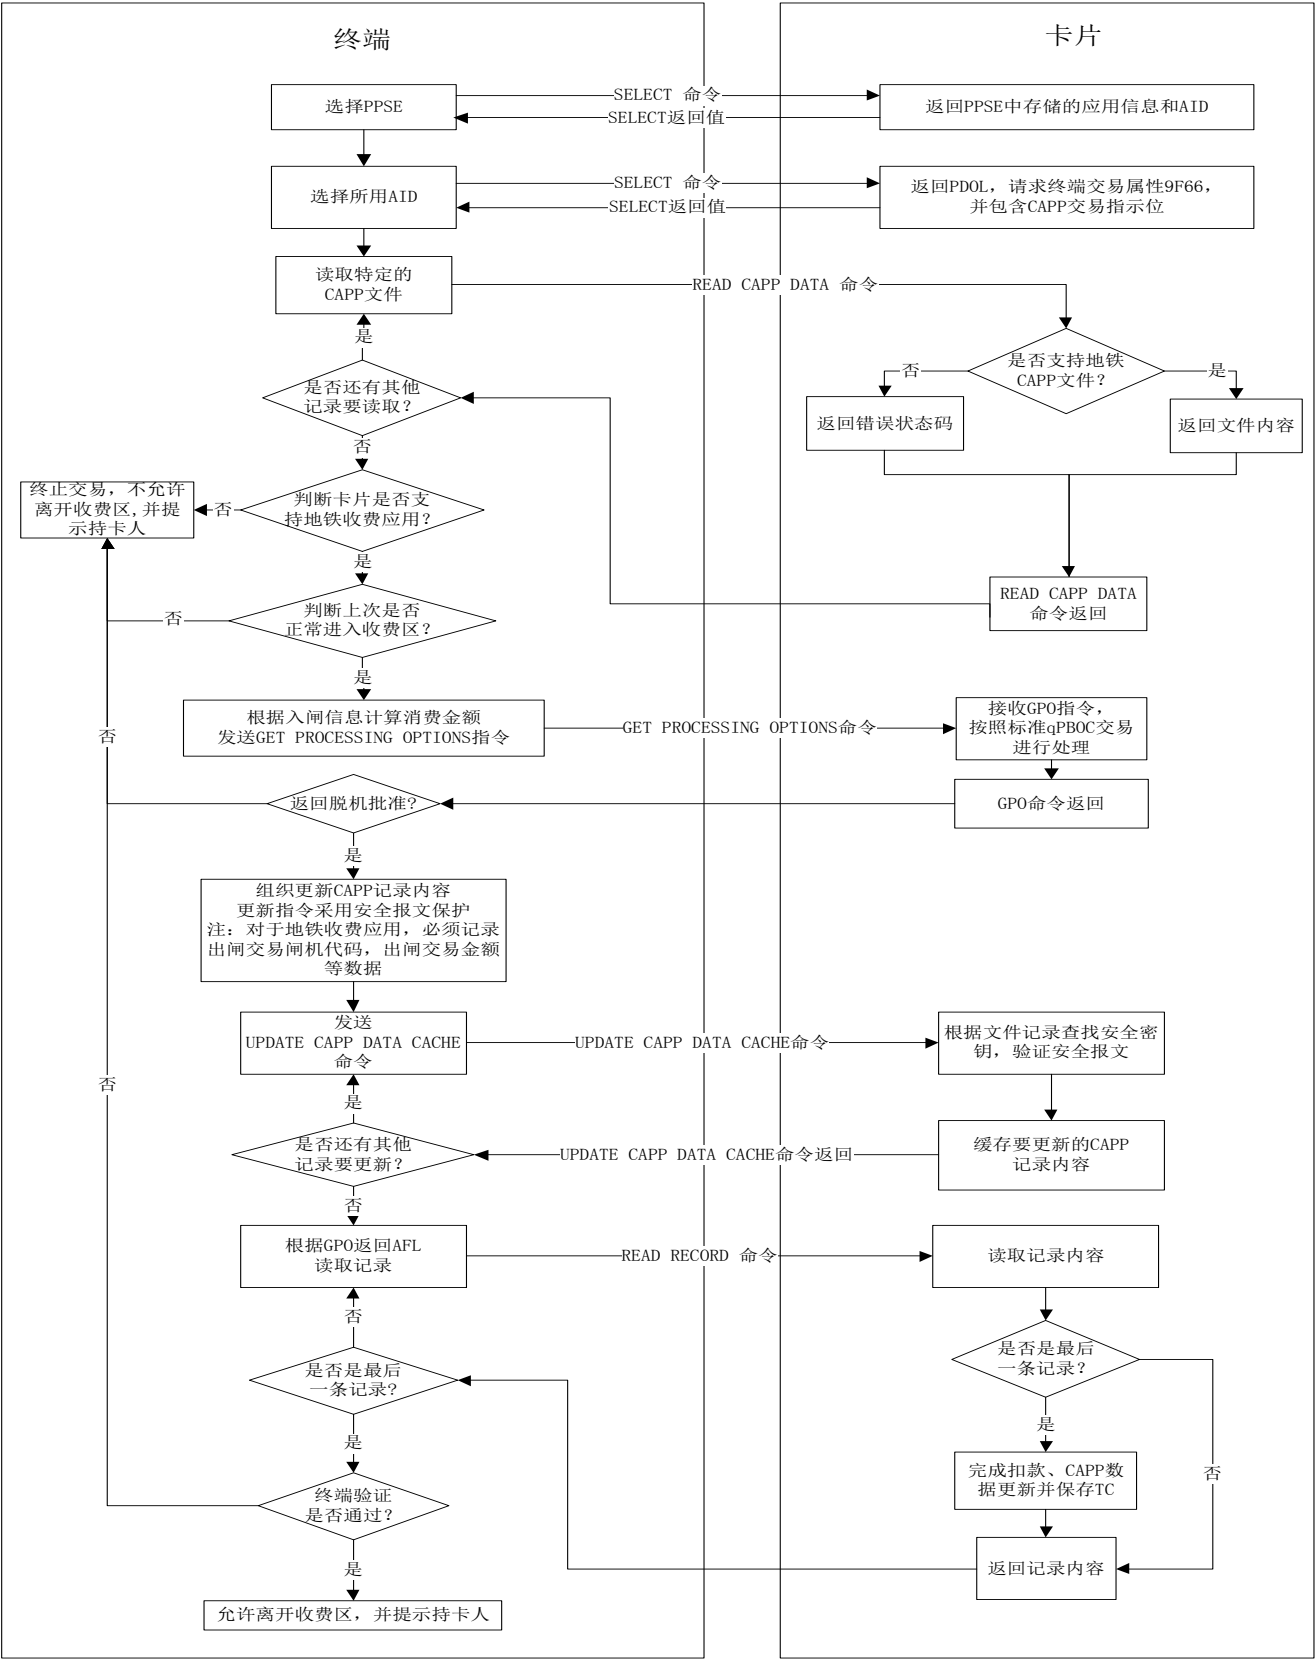 终端
卡片
选择PPSE
SELECT 命令
SELECT返回值
返回PPSE中存储的应用信息和AID
选择所用AID
SELECT 命令
SELECT返回值
返回PDOL，请求终端交易属性9F66，
并包含CAPP交易指示位
读取特定的
CAPP文件
READ CAPP DATA 命令
是
是否支持地铁
CAPP文件？
否
是
返回错误状态码
返回文件内容
是否还有其他
记录要读取？
否
终止交易，不允许
离开收费区,并提
示持卡人
否
判断卡片是否支
持地铁收费应用？
是
READ CAPP DATA
命令返回
否
判断上次是否
正常进入收费区？
是
根据入闸信息计算消费金额
发送GET PROCESSING OPTIONS指令
GET PROCESSING OPTIONS命令
接收GPO指令，
按照标准qPBOC交易
进行处理
否
返回脱机批准?
GPO命令返回
是
组织更新CAPP记录内容
更新指令采用安全报文保护
注：对于地铁收费应用，必须记录
出闸交易闸机代码，出闸交易金额
等数据
发送
UPDATE CAPP DATA CACHE
命令
UPDATE CAPP DATA CACHE命令
根据文件记录查找安全密
钥，验证安全报文
否
是
是否还有其他
记录要更新？
UPDATE CAPP DATA CACHE命令返回
缓存要更新的CAPP
记录内容
否
根据GPO返回AFL
读取记录
READ RECORD 命令
读取记录内容
否
是否是最后
一条记录?
是否是最后
一条记录？
是
是
完成扣款、CAPP数
据更新并保存TC
否
终端验证
是否通过？
返回记录内容
是
允许离开收费区，并提示持卡人